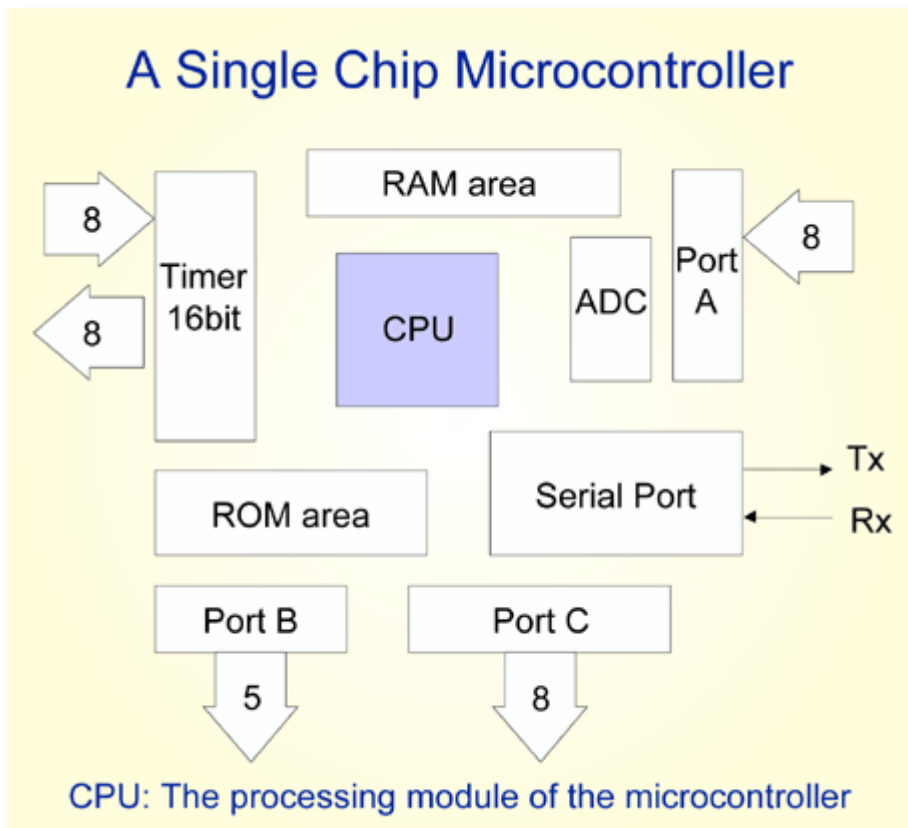 A Single Chip Microcontroller
RAM area
8
Timer
16bit
8
CPU
ADC
Port
A
8
ROM area
Serial Port
Tx
Rx
Port B
Port C
5
8
CPU: The processing module of the microcontroller